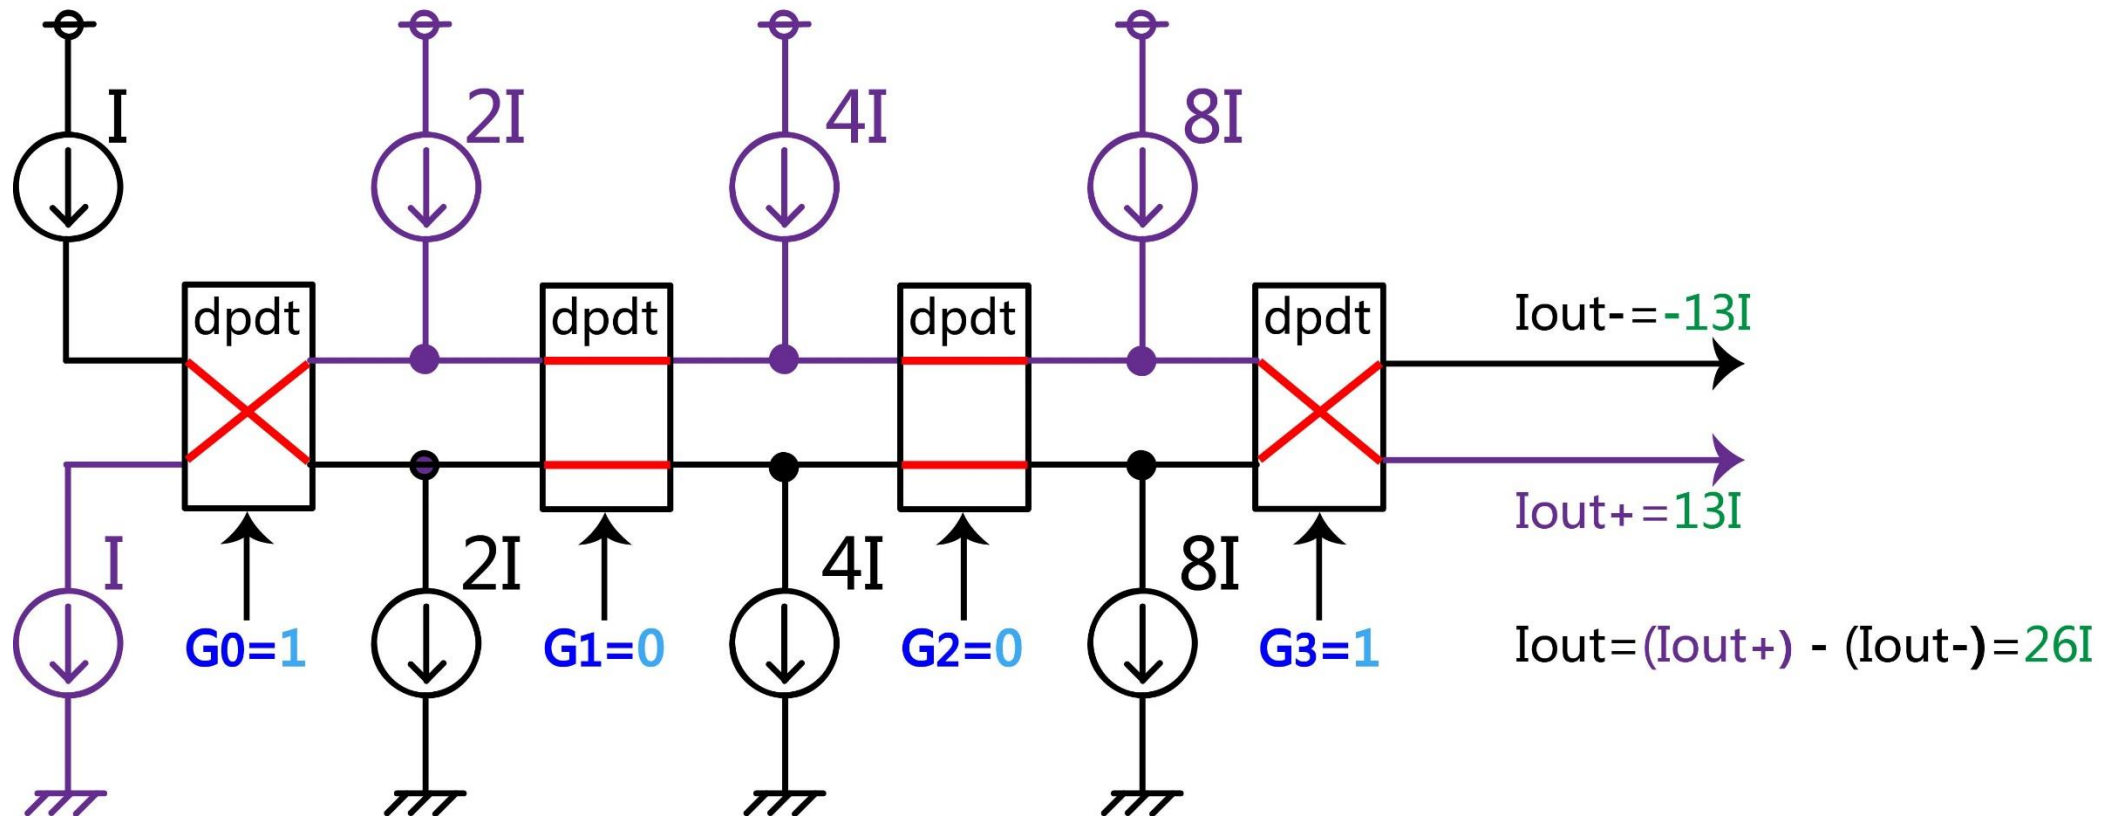 I
2I
4I
8I
dpdt
dpdt
dpdt
dpdt
Iout-=-13I
Iout+=13I
I
2I
4I
8I
G0=1
G1=0
G2=0
G3=1
Iout=(Iout+) - (Iout-)=26I